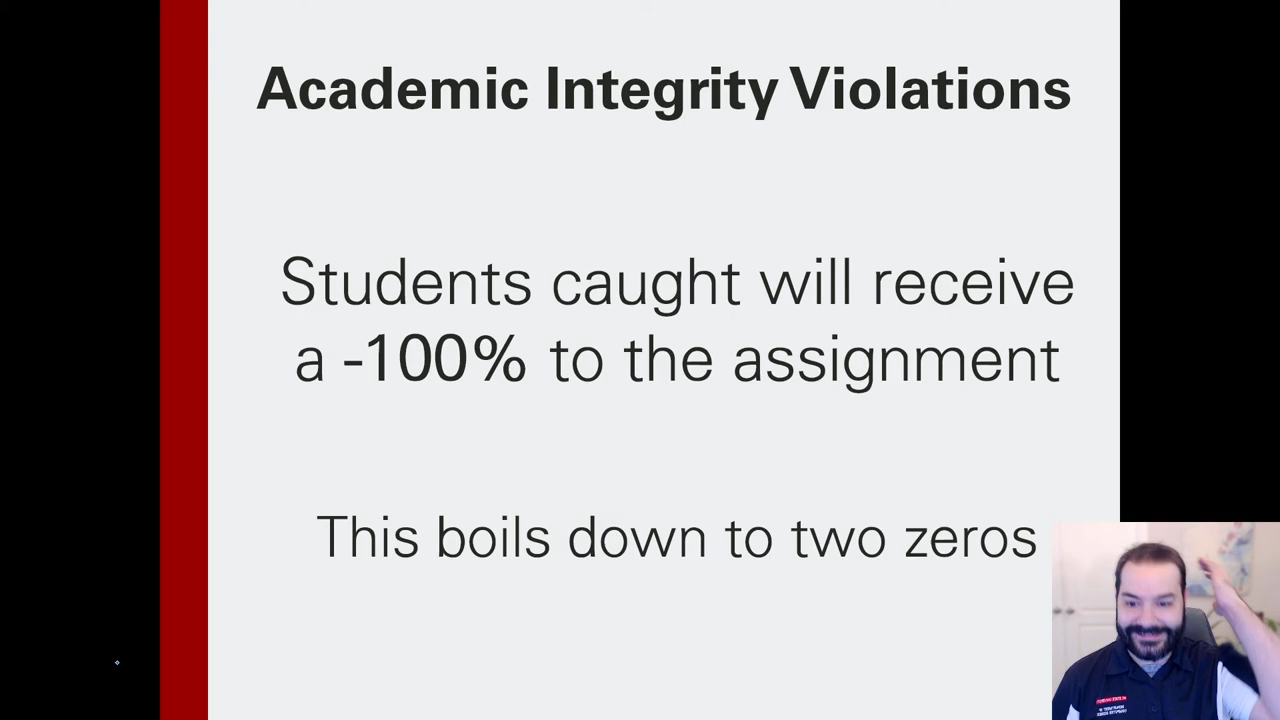 Academic Integrity Violations
Students caught will receive
a -100% to the assignment
This boils down to two zeros